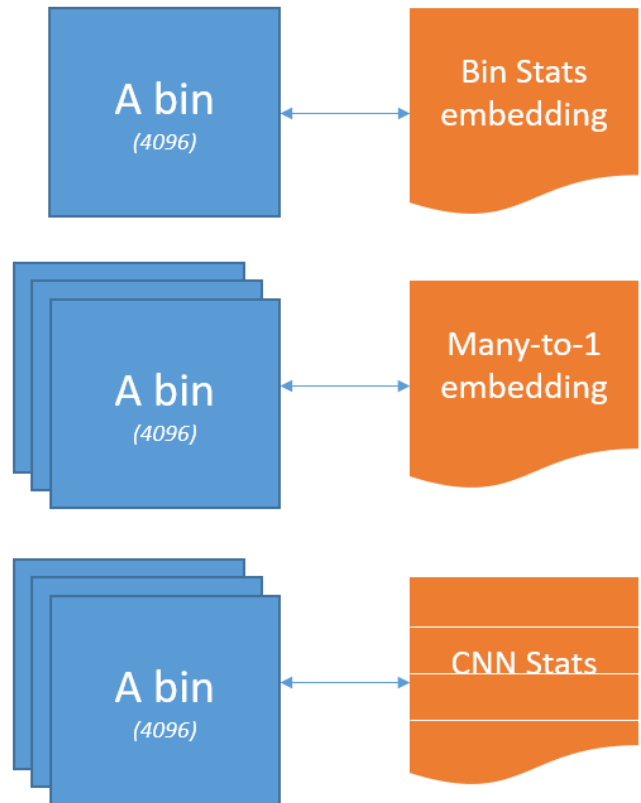 A bin
(4096)
Bin Stats
embedding
A bin
(4096)
Many-to-1
embedding
A bin
(4096)
CNN Stats